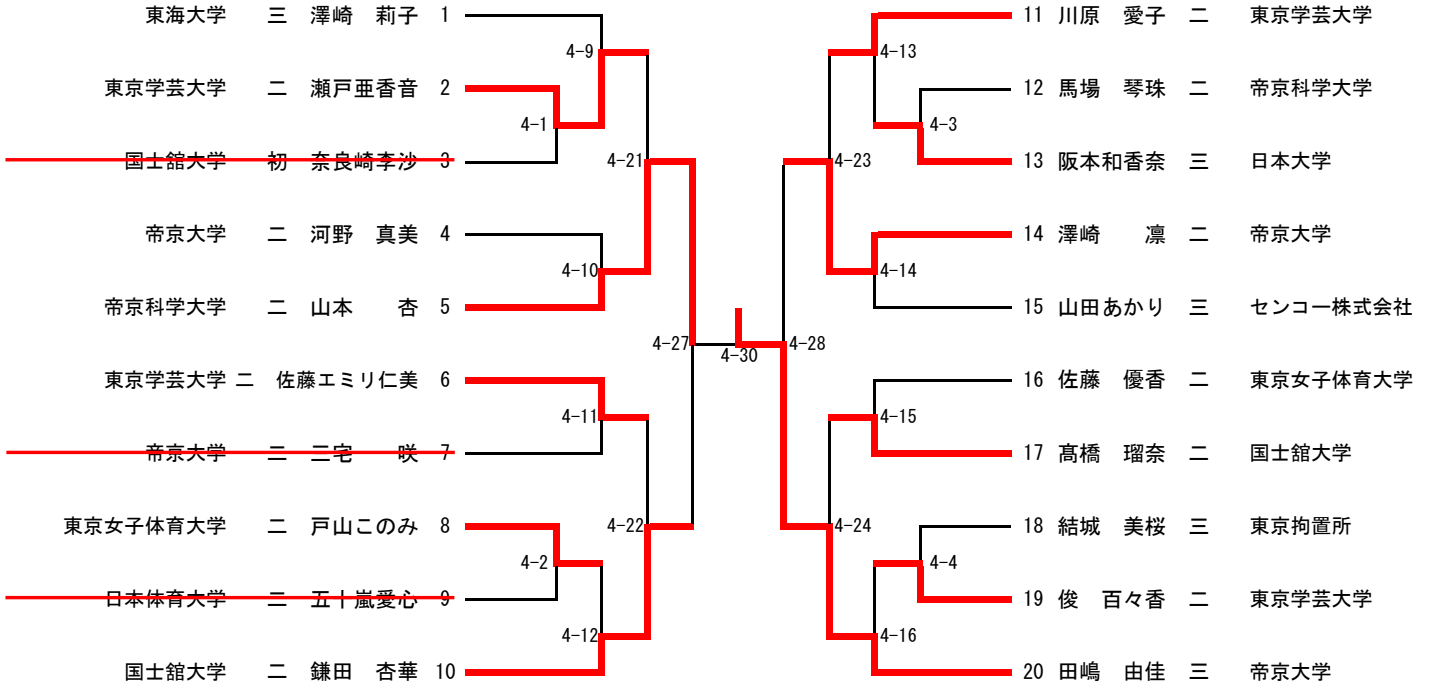 東海大学 三 澤崎 莉子 1
4-9
東京学芸大学 二 瀬戸亜香音 2
4-1
国士舘大学 初 奈良崎李沙 3
4-21
帝京大学 二 河野 真美 4
4-10
帝京科学大学 二 山本 杏 5
4-27
東京学芸大学 二 佐藤エミリ仁美 6
4-11
帝京大学 二 三宅 咲 7
東京女子体育大学 二 戸山このみ 8
4-22
4-2
日本体育大学 二 五十嵐愛心 9
4-12
国士舘大学 二 鎌田 杏華 10
4-30
11 川原 愛子 二 東京学芸大学
4-13
12 馬場 琴珠 二 帝京科学大学
4-3
13 阪本和香奈 三 日本大学
4-23
14 澤崎 凛 二 帝京大学
4-14
15 山田あかり 三 センコー株式会社
4-28
16 佐藤 優香 二 東京女子体育大学
4-15
17 髙橋 瑠奈 二 国士舘大学
18 結城 美桜 三 東京拘置所
4-24
4-4
19 俊 百々香 二 東京学芸大学
4-16
20 田嶋 由佳 三 帝京大学